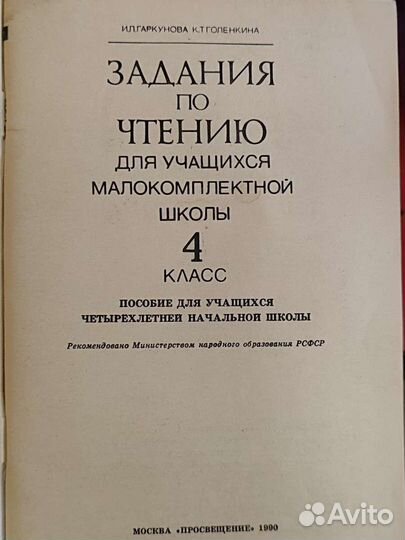 И.Л.ГАРКУНОВА К.Т.ГОЛЕНКИНА
ЗАДАНИЯ
ПО
ЧТЕНИЮ
ДЛЯ УЧАЩИХСЯ
МАЛОКОМПЛЕКТНОЙ
ШКОЛЫ
4
КЛАСС
ПОСОБИЕ ДЛЯ УЧАЩИХСЯ
ЧЕТЫРЕХЛЕТНЕЙ НАЧАЛЬНОЙ ШКОЛЫ
Рекомендовано Министерством народного образования РСФСР
МОСКВА «ПРОСВЕЩЕНИЕ» 1990
Avito